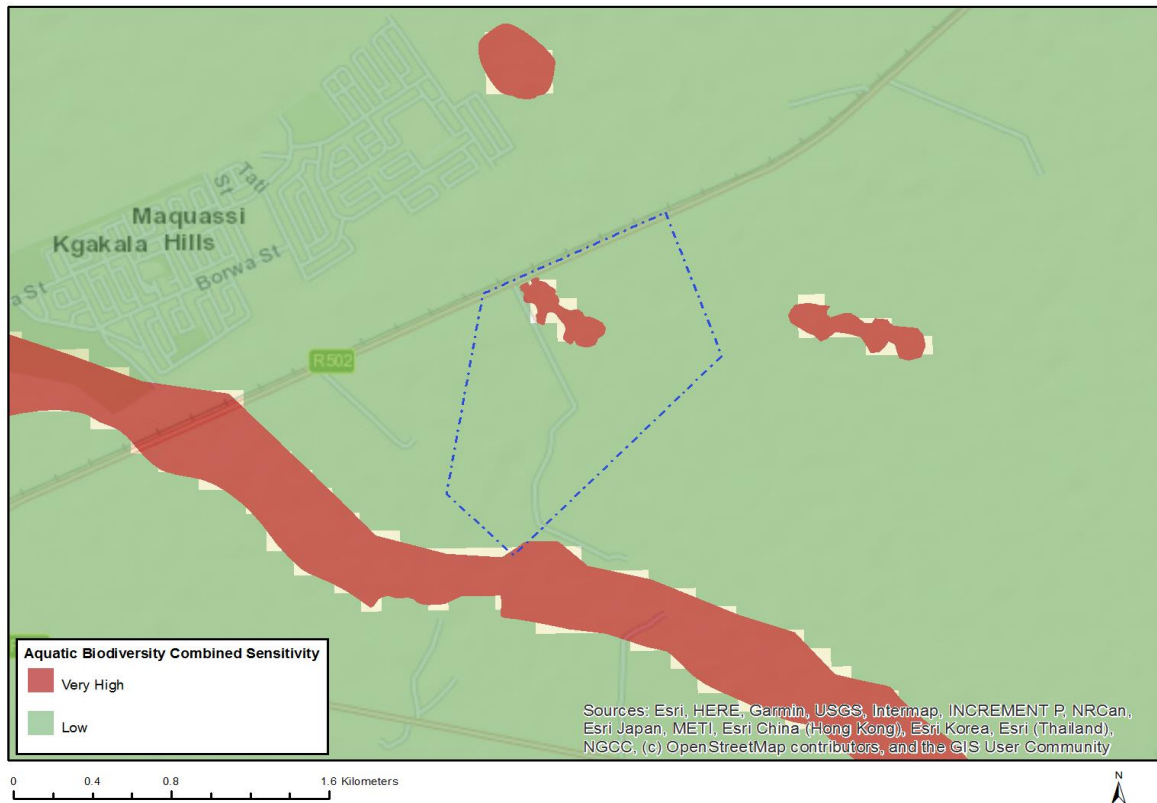 Tati
St
Maquassi
Kgakala Hills
Borwa St
a St
R502
Aquatic Biodiversity Combined Sensitivity
Very High
Low
Sources: Esri, HERE, Garmin, USGS, Intermap, INCREMENT P, NRCan,
Esri Japan, METI, Esri China (Hong Kong), Esri Korea, Esri (Thailand),
NGCC, (c) OpenStreetMap contributors, and the GIS User Community
0 0.4 0.8 1.6 Kilometers
N